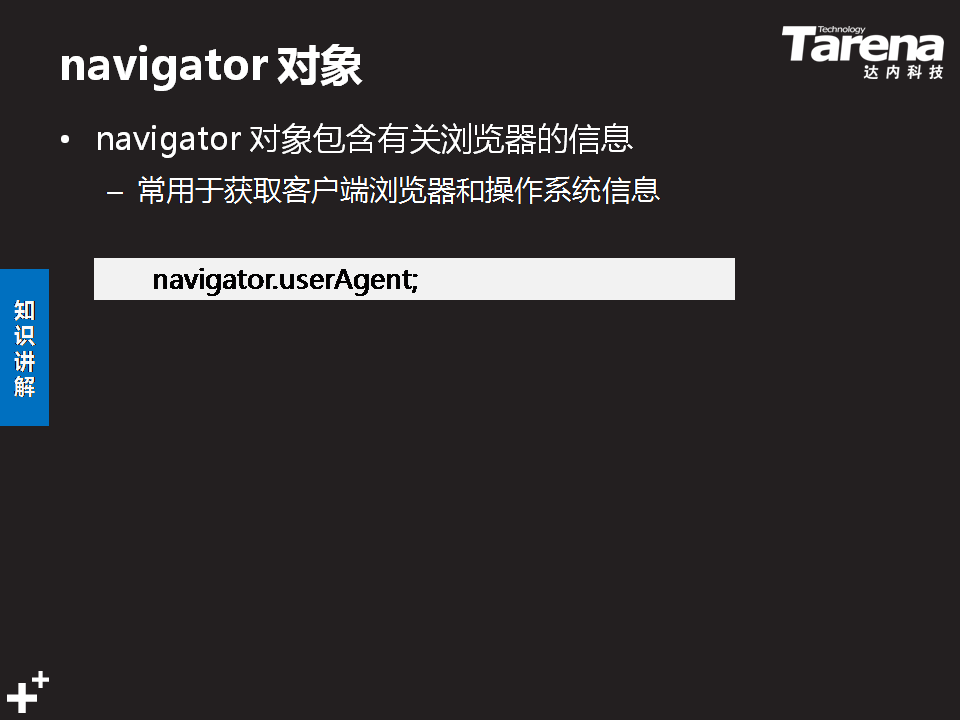 navigator 对象
Technology
Tarena
达内科技
• navigator 对象包含有关浏览器的信息
– 常用于获取客户端浏览器和操作系统信息
navigator.userAgent;
知识讲解